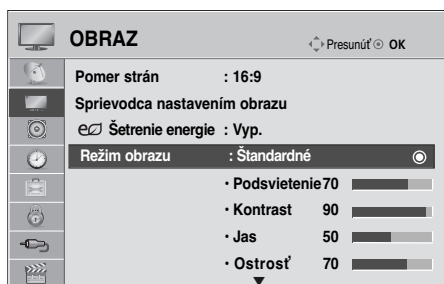 OBRAZ Presunúť OK
Pomer strán : 16:9
Sprievodca nastavením obrazu
Šetrenie energie : Vyp.
Režim obrazu : Štandardné
• Podsvietenie 70
• Kontrast 90
• Jas 50
• Ostrosť 70